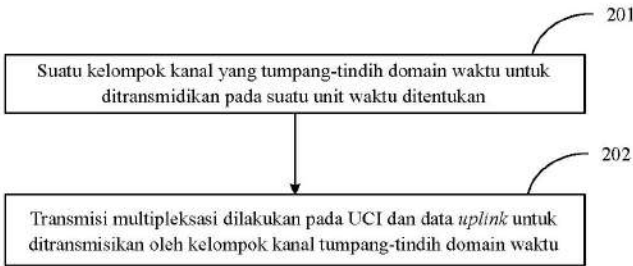 201
Suatu kelompok kanal yang tumpang-tindih domain waktu untuk
ditransmidikan pada suatu unit waktu ditentukan
202
Transmisi multipleksasi dilakukan pada UCI dan data uplink untuk
ditransmisikan oleh kelompok kanal tumpang-tindih domain waktu